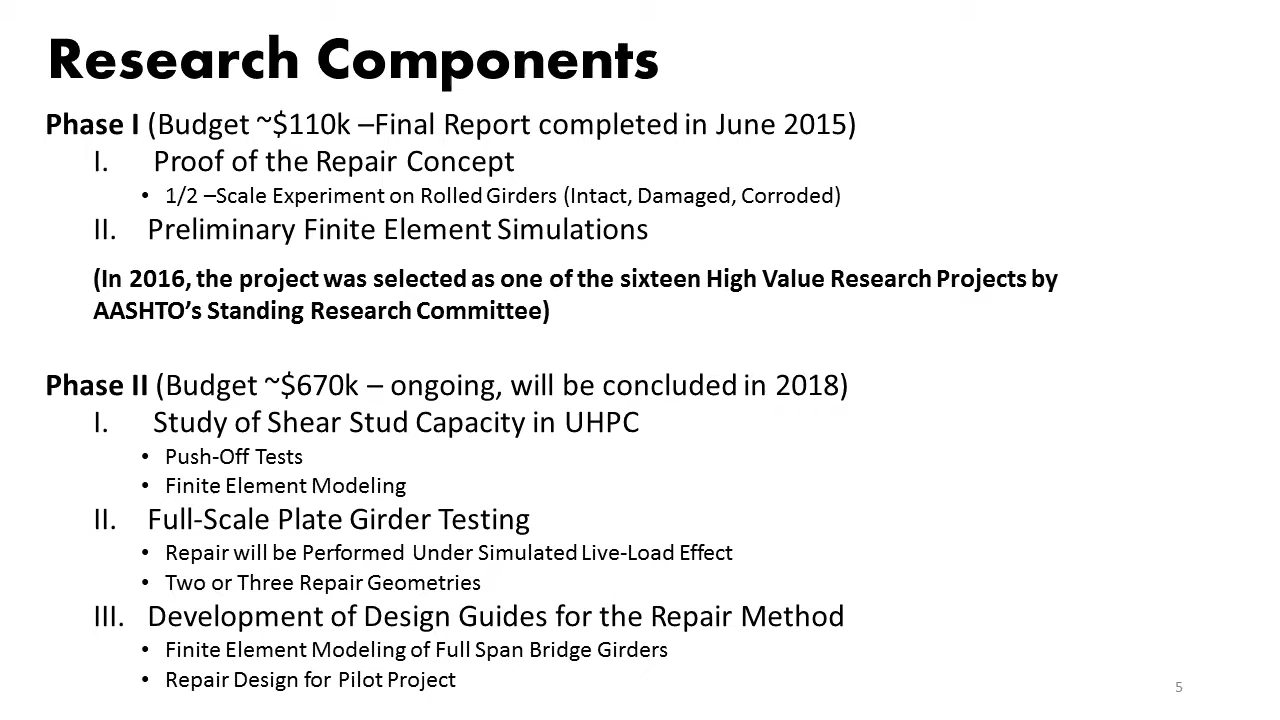 Research Components
Phase I (Budget ~$110k –Final Report completed in June 2015)
I. Proof of the Repair Concept
• 1/2 –Scale Experiment on Rolled Girders (Intact, Damaged, Corroded)
II. Preliminary Finite Element Simulations
(In 2016, the project was selected as one of the sixteen High Value Research Projects by
AASHTO’s Standing Research Committee)
Phase II (Budget ~$670k – ongoing, will be concluded in 2018)
I. Study of Shear Stud Capacity in UHPC
• Push-Off Tests
• Finite Element Modeling
II. Full-Scale Plate Girder Testing
• Repair will be Performed Under Simulated Live-Load Effect
• Two or Three Repair Geometries
III. Development of Design Guides for the Repair Method
• Finite Element Modeling of Full Span Bridge Girders
• Repair Design for Pilot Project
5